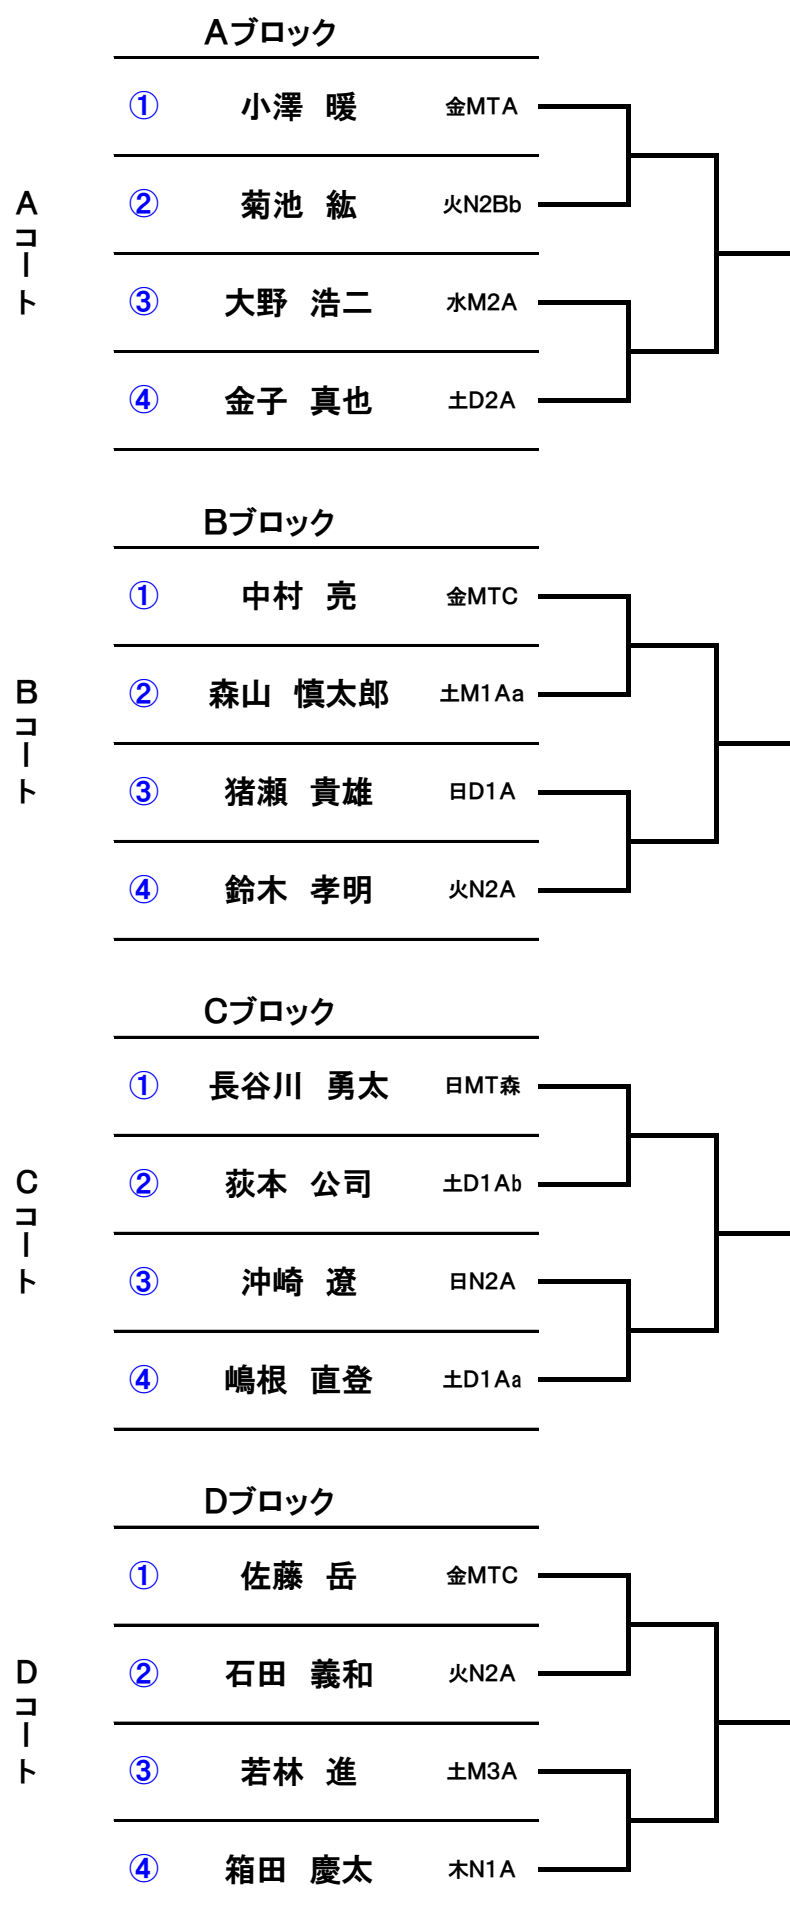 Aブロック
① 小澤 暖 金MTA
② 菊池 紘 火N2Bb
③ 大野 浩二 水M2A
④ 金子 真也 土D2A
Aコート
Bブロック
① 中村 亮 金MTC
② 森山 慎太郎 土M1Aa
③ 猪瀬 貴雄 日D1A
④ 鈴木 孝明 火N2A
Bコート
Cブロック
① 長谷川 勇太 日MT森
② 荻本 公司 土D1Ab
③ 沖崎 遼 日N2A
④ 嶋根 直登 土D1Aa
Cコート
Dブロック
① 佐藤 岳 金MTC
② 石田 義和 火N2A
③ 若林 進 土M3A
④ 箱田 慶太 木N1A
Dコート